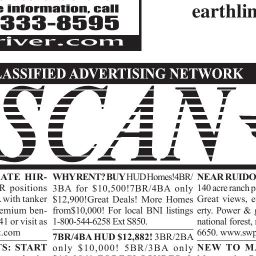 e information, call
333-8595
river.com
earthlin
LASSIFIED ADVERTISING NETWORK
SCAN
ATE HIR-
R positions
. with tanker
emium ben-
41 or visit as
t.com
TS: START
WHY RENT? BUY HUD Homes! 4BR/
3BA for $10,500!7BR/4BA only
$12,900!Great Deals! More Homes
from$10,000! For local BNI listings
1-800-544-6258 Ext S850.
7BR/4BA HUD $12,882! 3BR/2BA
only $10,000! 5BR/3BA only
NEAR RUIDO
140 acre ranch p
Great views, e
erty. Power & p
national forest, r
6650. www.swp
NEW TO MA